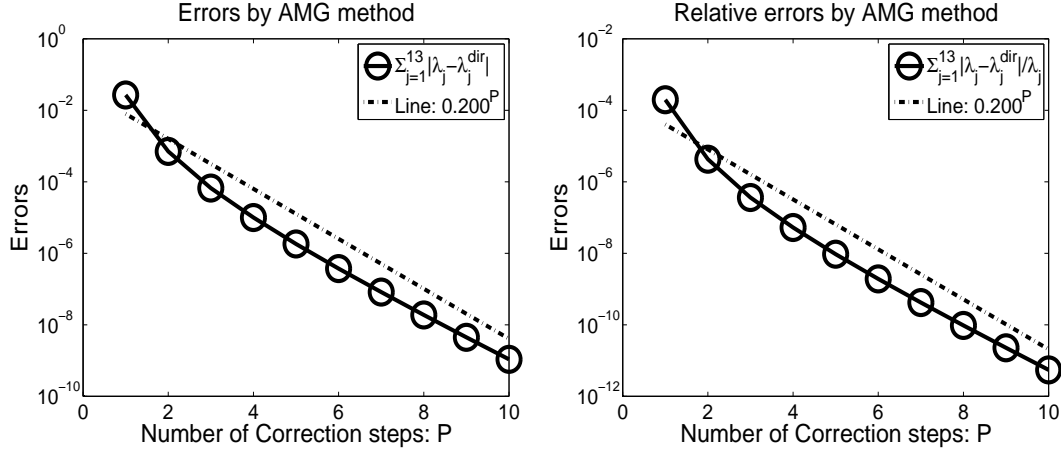 Errors by AMG method
10^0
10^−2
10^−4
10^−6
10^−8
10^−10
Errors
Σ_{j=1}^{13}|λ_j−λ_j^{dir}|
Line: 0.200^P
0 2 4 6 8 10
Number of Correction steps: P
Relative errors by AMG method
10^−2
10^−4
10^−6
10^−8
10^−10
10^−12
Errors
Σ_{j=1}^{13}|λ_j−λ_j^{dir}|/λ_j
Line: 0.200^P
0 2 4 6 8 10
Number of Correction steps: P